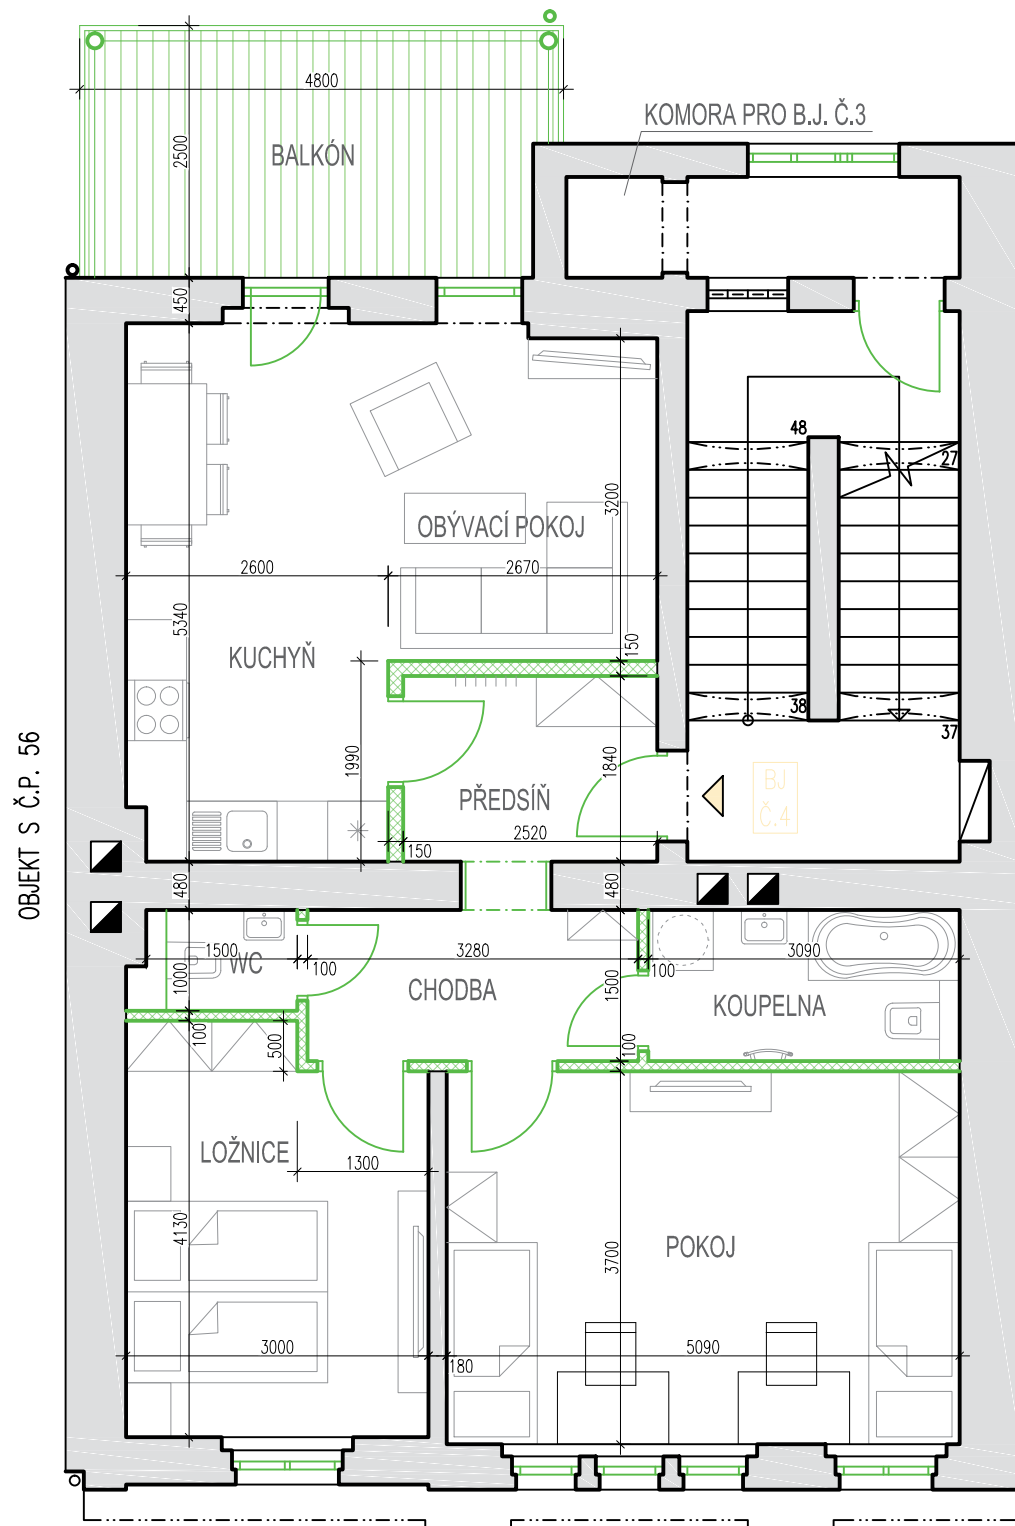 4800
2500
BALKÓN
KOMORA PRO B.J. Č.3
450
48
27
3200
OBÝVACÍ POKOJ
2600
2670
5340
KUCHYŇ
150
38
37
OBJEKT S Č.P. 56
1990
1840
PŘEDSÍŇ
BJ
Č.4
2520
150
480
480
1500
WC
100
3280
100
3090
1000
CHODBA
1500
KOUPELNA
100
500
100
LOŽNICE
1300
4130
3700
POKOJ
3000
180
5090